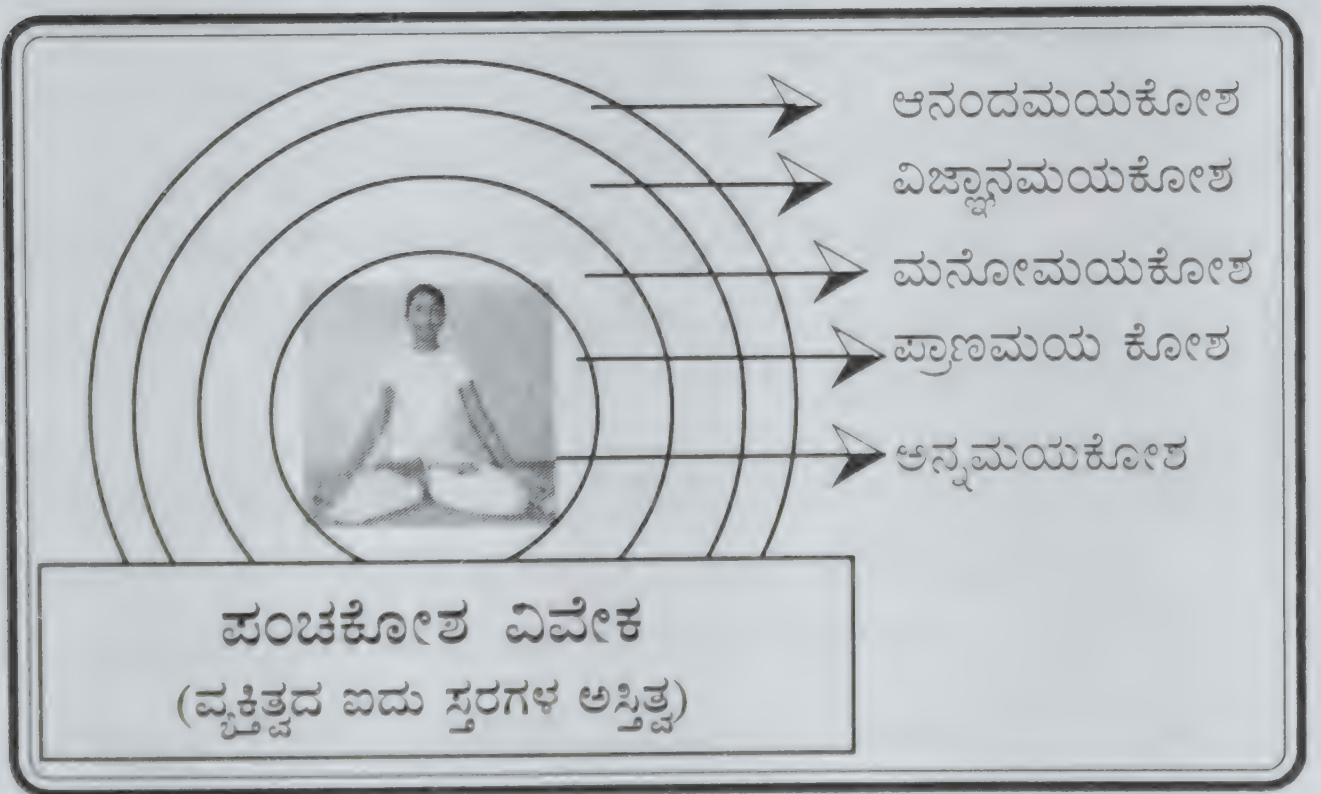 ಆನಂದಮಯಕೋಶ
ವಿಜ್ಞಾನಮಯಕೋಶ
ಮನೋಮಯಕೋಶ
ಪ್ರಾಣಮಯ ಕೋಶ
ಅನ್ನಮಯಕೋಶ
ಪಂಚಕೋಶ ವಿವೇಕ
(ವ್ಯಕ್ತಿತ್ವದ ಐದು ಸ್ತರಗಳ ಅಸ್ತಿತ್ವ)